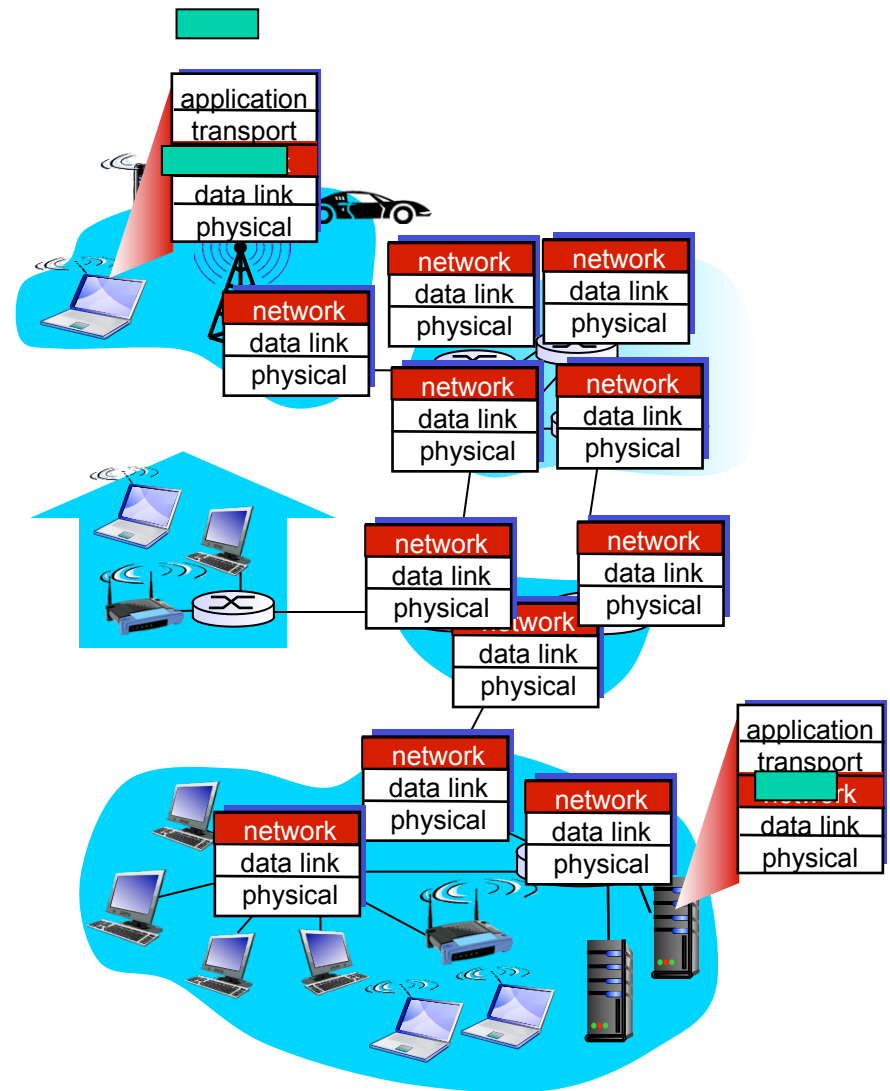 application
transport
data link
physical
network
data link
physical
network
data link
physical
network
data link
physical
network
data link
physical
network
data link
physical
network
data link
physical
network
data link
physical
network
data link
physical
application
transport
data link
physical
network
data link
physical
network
data link
physical
network
data link
physical